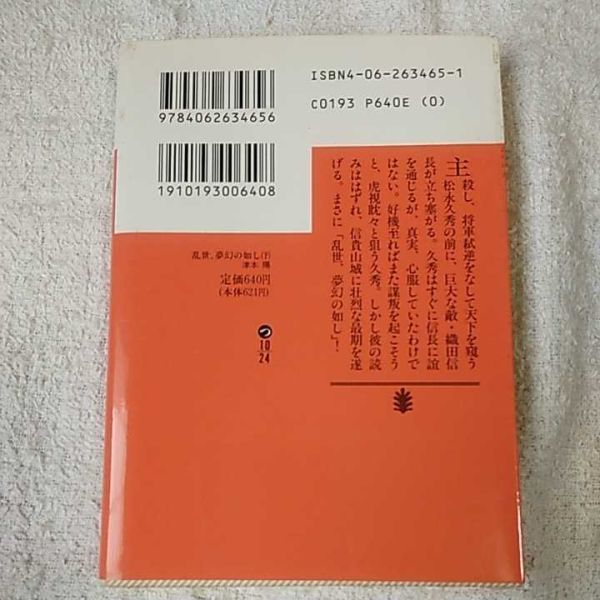 ISBN4-06-263465-1
C0193 P640E (0)
9784062634656
1910193006408
主殺し、将軍弑逆をなして天下を窺う
松永久秀の前に、巨大な敵・織田信
長が立ち塞がる。久秀はすぐに信長に誼
を通じるが、真実、心服していたわけで
はない。好機至ればまた謀叛を起こそう
と、虎視眈々と狙う久秀。しかし彼の読
みははずれ、信貴山城に壮烈な最期を遂
げる。まさに「乱世、夢幻の如し」！
乱世、夢幻の如し(下)
津本 陽
定価640円
(本体621円)
つ
10
24